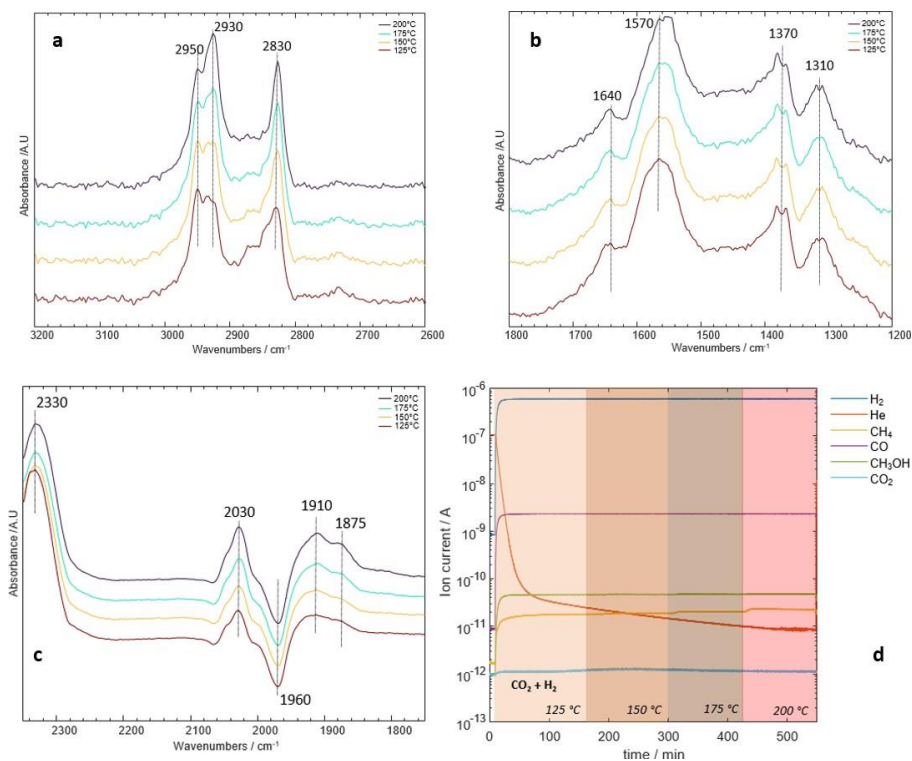 a
2950
2930
2830
200°C
175°C
150°C
125°C
Absorbance /A.U
3200 3100 3000 2900 2800 2700 2600
Wavenumbers / cm-1
b
1640
1570
1370
1310
200°C
175°C
150°C
125°C
Absorbance /A.U
1800 1700 1600 1500 1400 1300 1200
Wavenumbers / cm-1
2330
2030
1910
1875
1960
200°C
175°C
150°C
125°C
c
Absorbance /A.U
2300 2200 2100 2000 1900 1800
Wavenumbers / cm-1
10-6
10-7
10-8
10-9
10-10
10-11
10-12
10-13
Ion current / A
CO2 + H2
125 °C
150 °C
175 °C
200 °C
d
0 100 200 300 400 500
time / min
H2
He
CH4
CO
CH3OH
CO2